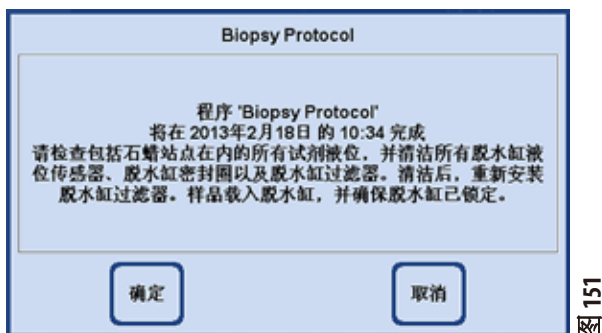 Biopsy Protocol
程序 'Biopsy Protocol'
将在 2013年2月18日 的 10:34 完成
请检查包括石蜡站点在内的所有试剂液位，并清洁所有脱水缸液
位传感器、脱水缸密封圈以及脱水缸过滤器。清洁后，重新安装
脱水缸过滤器。样品载入脱水缸，并确保脱水缸已锁定。
确定
取消
图 151